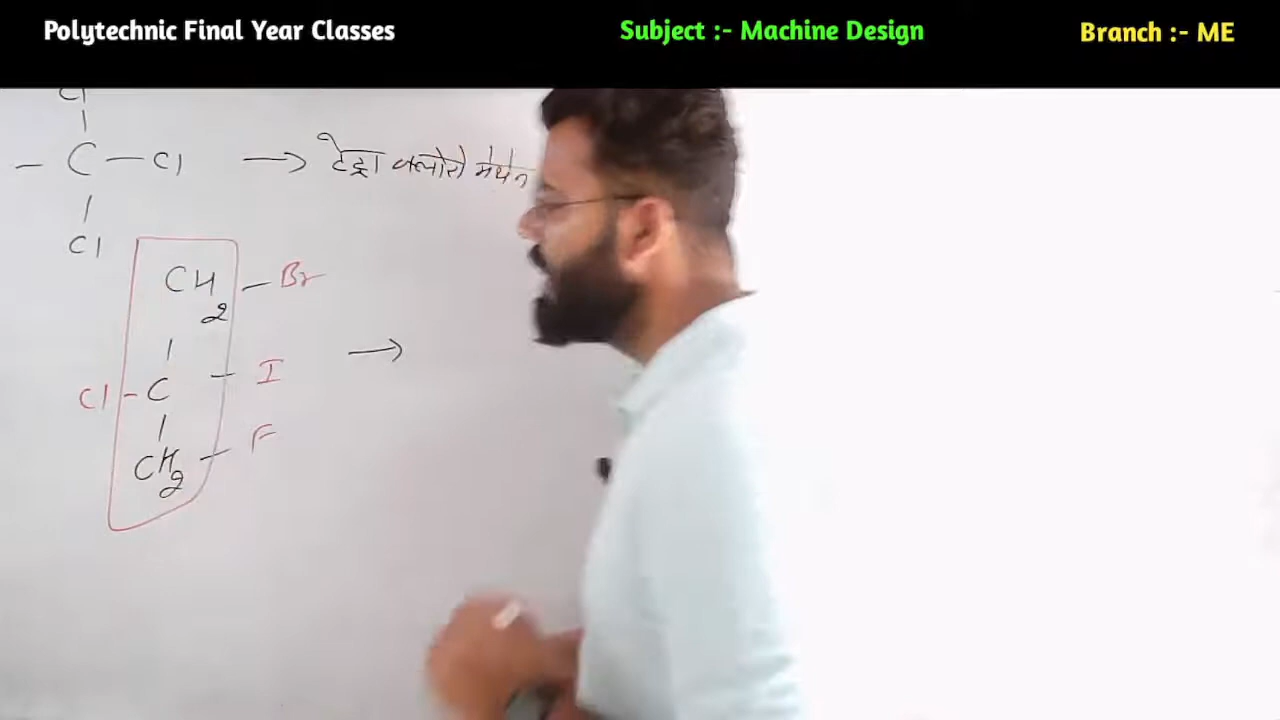 Polytechnic Final Year Classes Subject :- Machine Design Branch :- ME
Cl
|
— C — Cl → टेट्रा क्लोरो मेथेन
|
Cl
CH2 — Br
|
Cl - C — I →
|
CH2 — F